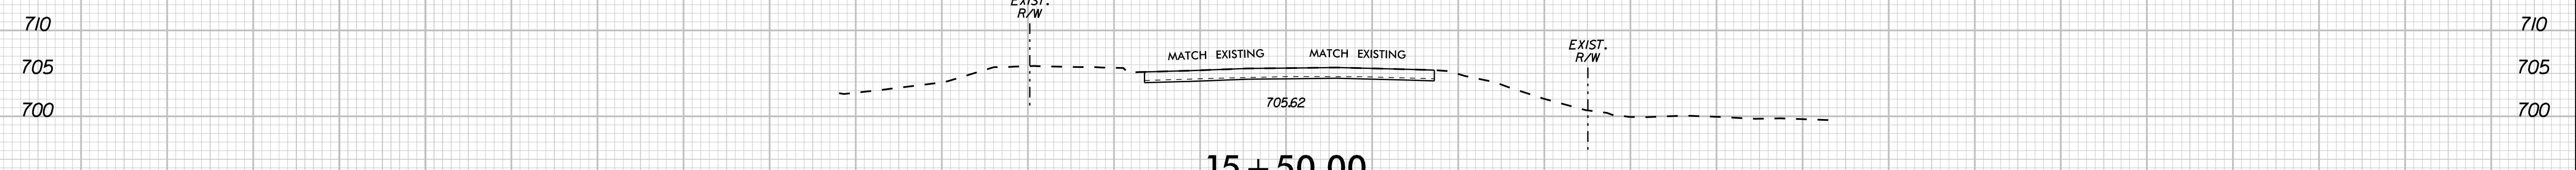 EXIST.
R/W
710
710
EXIST.
R/W
MATCH EXISTING MATCH EXISTING
705
705
705.62
700
700
15+50.00